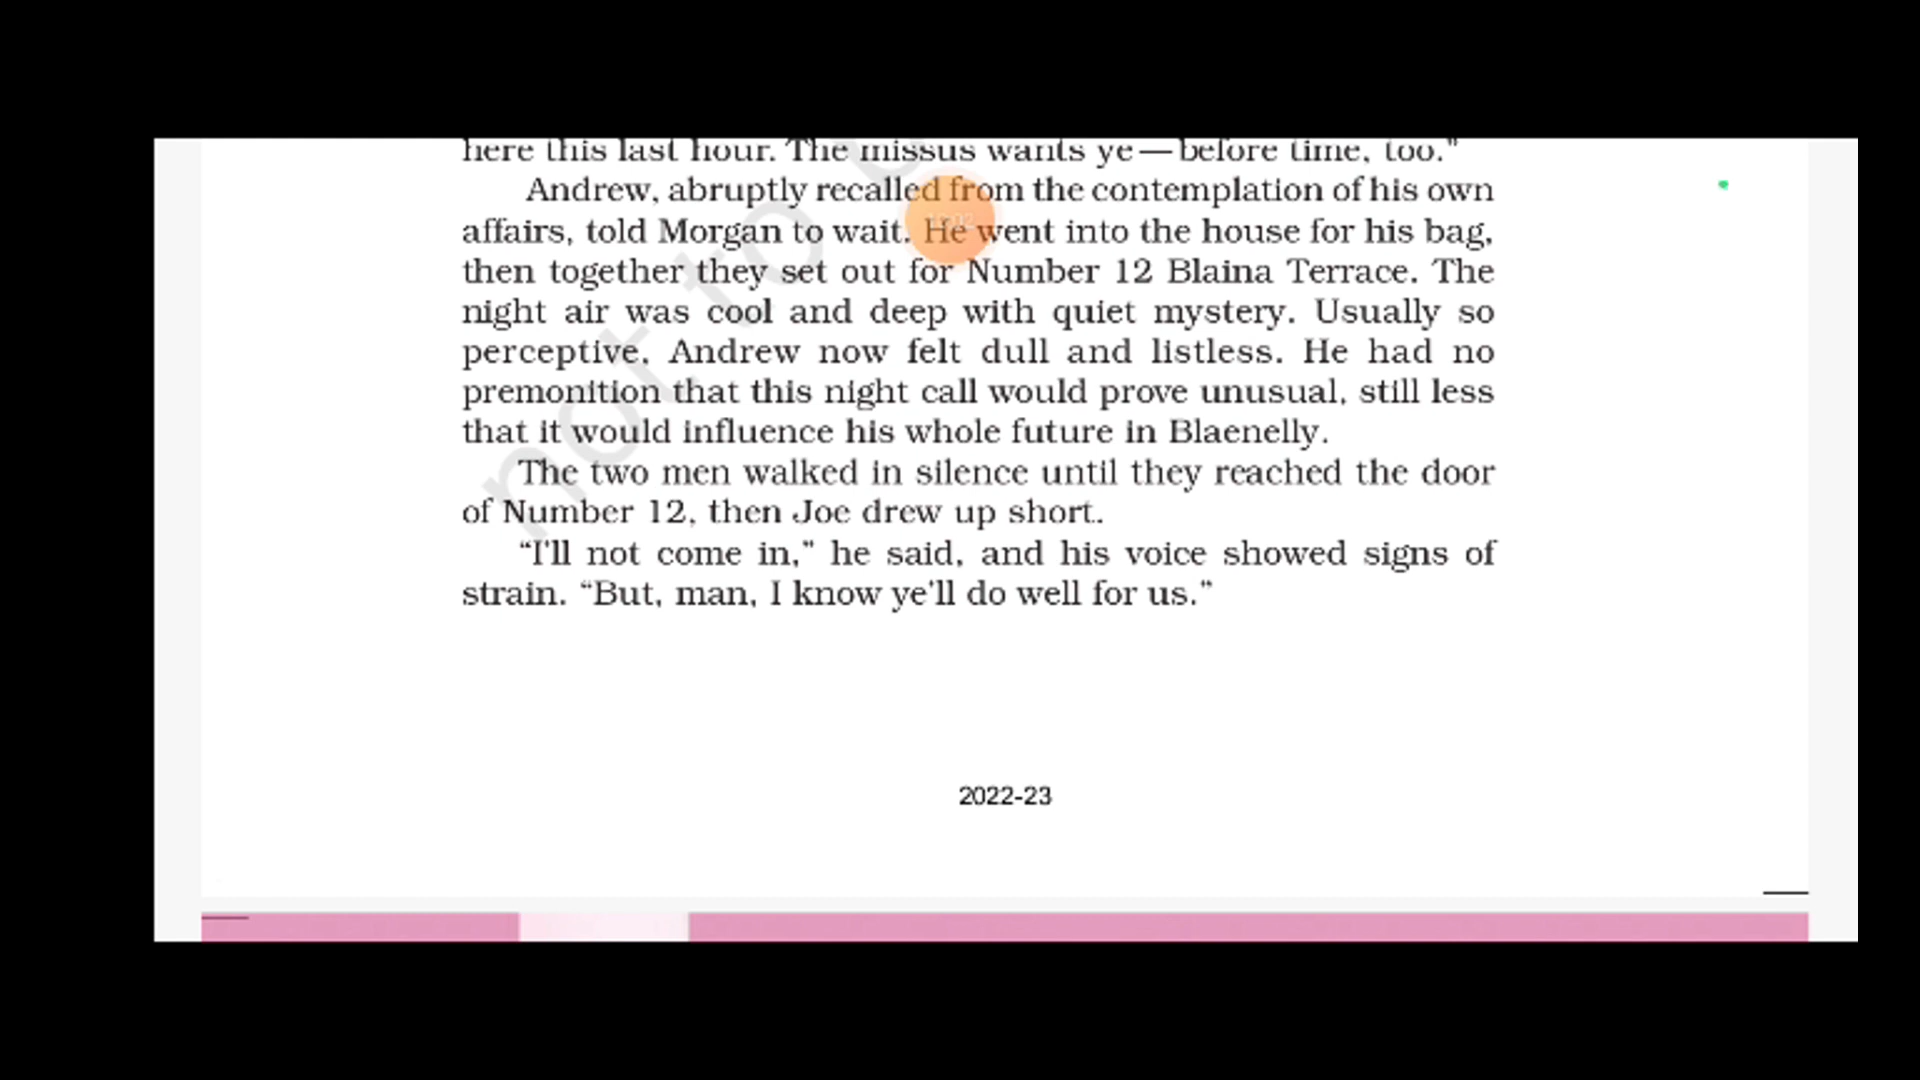 here this last hour. The missus wants ye—before time, too."
Andrew, abruptly recalled from the contemplation of his own
affairs, told Morgan to wait. He went into the house for his bag,
then together they set out for Number 12 Blaina Terrace. The
night air was cool and deep with quiet mystery. Usually so
perceptive, Andrew now felt dull and listless. He had no
premonition that this night call would prove unusual, still less
that it would influence his whole future in Blaenelly.
The two men walked in silence until they reached the door
of Number 12, then Joe drew up short.
“I'll not come in,” he said, and his voice showed signs of
strain. “But, man, I know ye'll do well for us.”
2022-23
not to